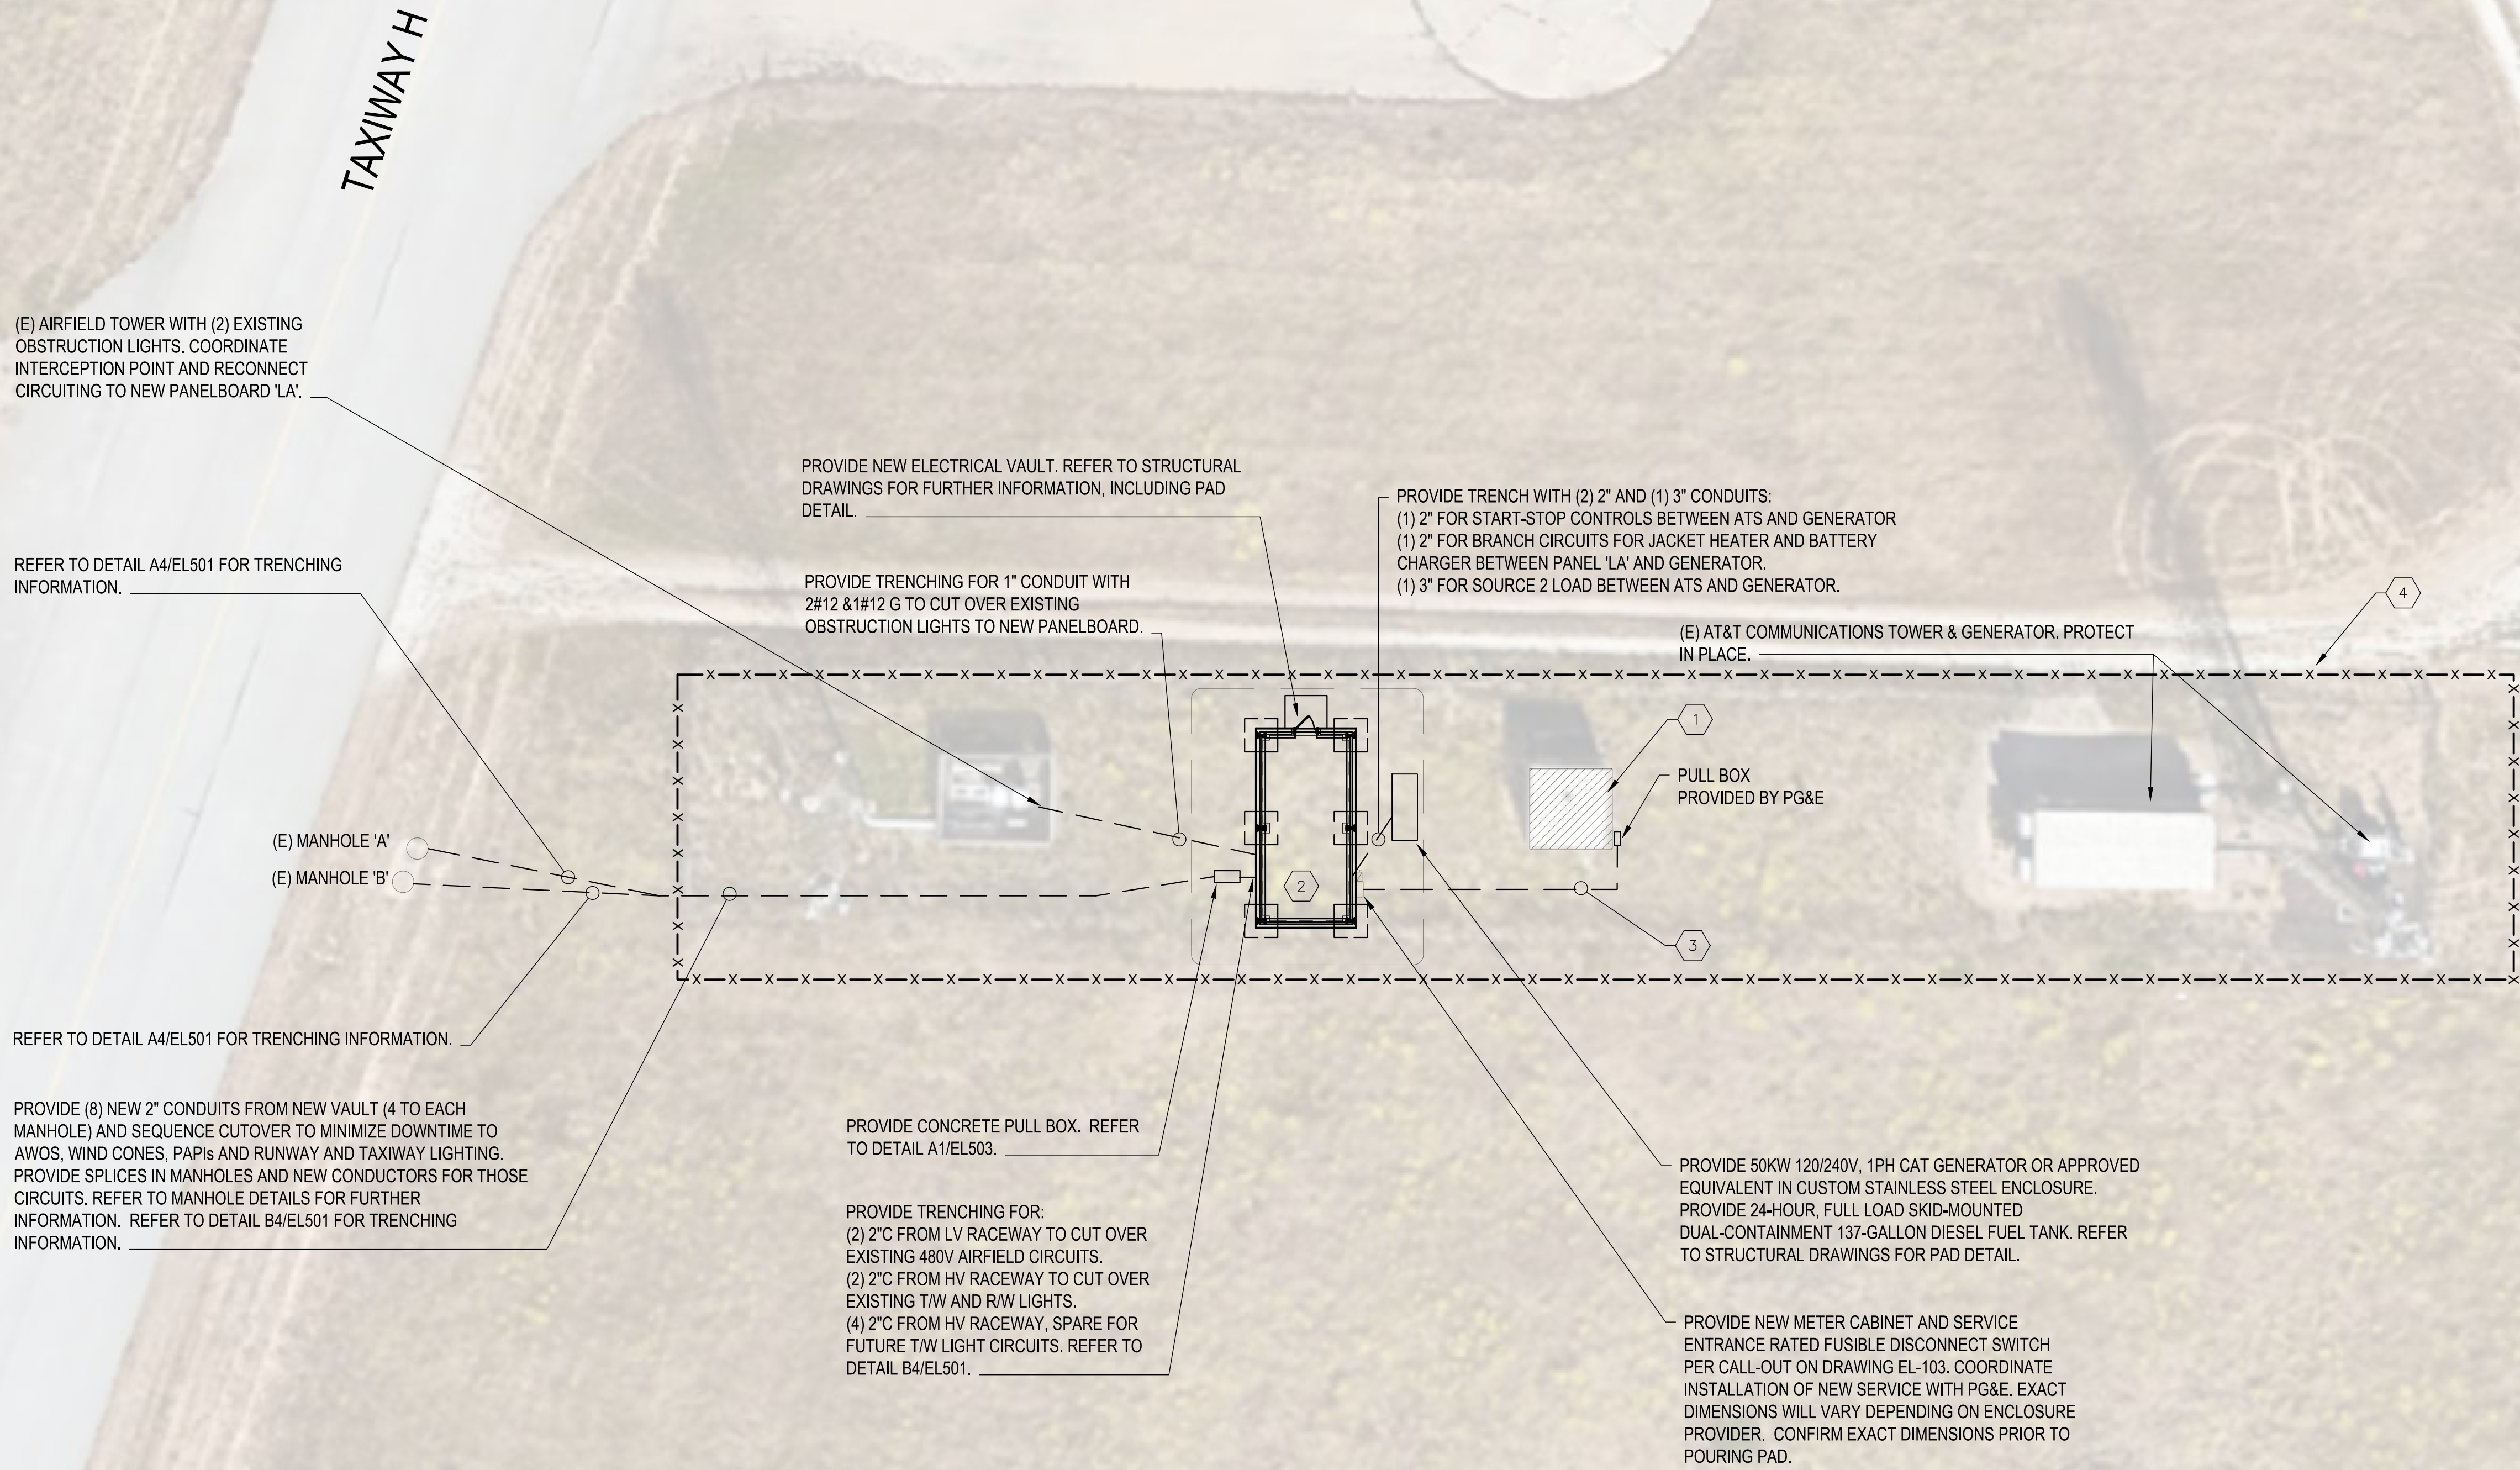 TAXIWAY H
(E) AIRFIELD TOWER WITH (2) EXISTING
OBSTRUCTION LIGHTS. COORDINATE
INTERCEPTION POINT AND RECONNECT
CIRCUITING TO NEW PANELBOARD 'LA'.
PROVIDE NEW ELECTRICAL VAULT. REFER TO STRUCTURAL
DRAWINGS FOR FURTHER INFORMATION, INCLUDING PAD
DETAIL.
PROVIDE TRENCH WITH (2) 2" AND (1) 3" CONDUITS:
(1) 2" FOR START-STOP CONTROLS BETWEEN ATS AND GENERATOR
(1) 2" FOR BRANCH CIRCUITS FOR JACKET HEATER AND BATTERY
CHARGER BETWEEN PANEL 'LA' AND GENERATOR.
(1) 3" FOR SOURCE 2 LOAD BETWEEN ATS AND GENERATOR.
REFER TO DETAIL A4/EL501 FOR TRENCHING
INFORMATION.
PROVIDE TRENCHING FOR 1" CONDUIT WITH
2#12 &1#12 G TO CUT OVER EXISTING
OBSTRUCTION LIGHTS TO NEW PANELBOARD.
4
(E) AT&T COMMUNICATIONS TOWER & GENERATOR. PROTECT
IN PLACE.
1
PULL BOX
PROVIDED BY PG&E
(E) MANHOLE 'A'
(E) MANHOLE 'B'
2
3
REFER TO DETAIL A4/EL501 FOR TRENCHING INFORMATION.
PROVIDE (8) NEW 2" CONDUITS FROM NEW VAULT (4 TO EACH
MANHOLE) AND SEQUENCE CUTOVER TO MINIMIZE DOWNTIME TO
AWOS, WIND CONES, PAPIs AND RUNWAY AND TAXIWAY LIGHTING.
PROVIDE SPLICES IN MANHOLES AND NEW CONDUCTORS FOR THOSE
CIRCUITS. REFER TO MANHOLE DETAILS FOR FURTHER
INFORMATION. REFER TO DETAIL B4/EL501 FOR TRENCHING
INFORMATION.
PROVIDE CONCRETE PULL BOX. REFER
TO DETAIL A1/EL503.
PROVIDE TRENCHING FOR:
(2) 2"C FROM LV RACEWAY TO CUT OVER
EXISTING 480V AIRFIELD CIRCUITS.
(2) 2"C FROM HV RACEWAY TO CUT OVER
EXISTING T/W AND R/W LIGHTS.
(4) 2"C FROM HV RACEWAY, SPARE FOR
FUTURE T/W LIGHT CIRCUITS. REFER TO
DETAIL B4/EL501.
PROVIDE 50KW 120/240V, 1PH CAT GENERATOR OR APPROVED
EQUIVALENT IN CUSTOM STAINLESS STEEL ENCLOSURE.
PROVIDE 24-HOUR, FULL LOAD SKID-MOUNTED
DUAL-CONTAINMENT 137-GALLON DIESEL FUEL TANK. REFER
TO STRUCTURAL DRAWINGS FOR PAD DETAIL.
PROVIDE NEW METER CABINET AND SERVICE
ENTRANCE RATED FUSIBLE DISCONNECT SWITCH
PER CALL-OUT ON DRAWING EL-103. COORDINATE
INSTALLATION OF NEW SERVICE WITH PG&E. EXACT
DIMENSIONS WILL VARY DEPENDING ON ENCLOSURE
PROVIDER. CONFIRM EXACT DIMENSIONS PRIOR TO
POURING PAD.